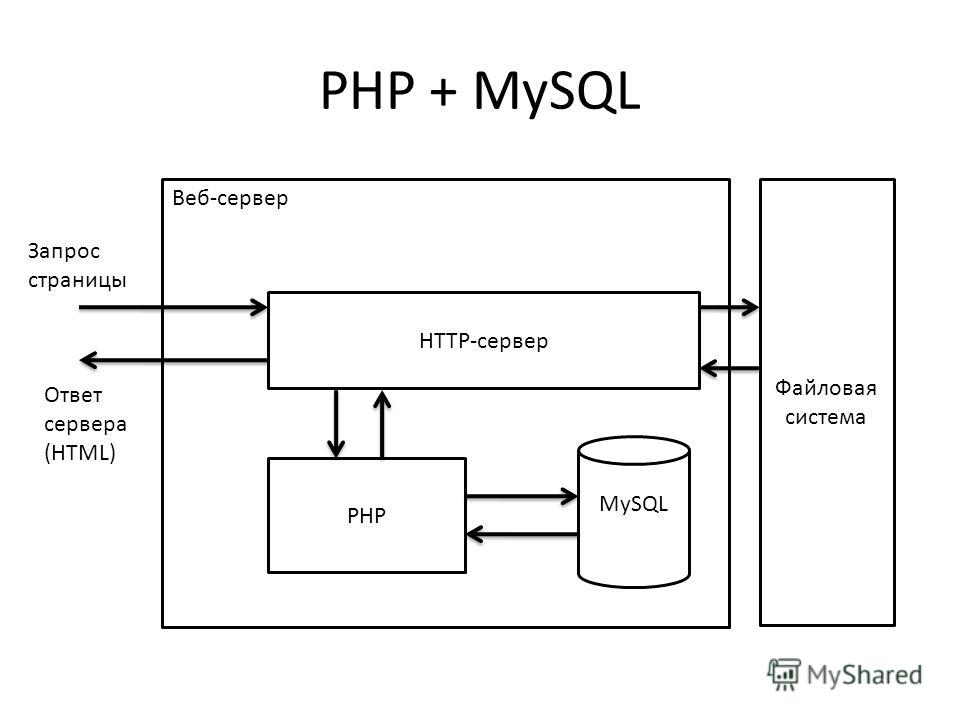 PHP + MySQL
Веб-сервер
Запрос
страницы
HTTP-сервер
Файловая
система
Ответ
сервера
(HTML)
PHP
MySQL
MyShared